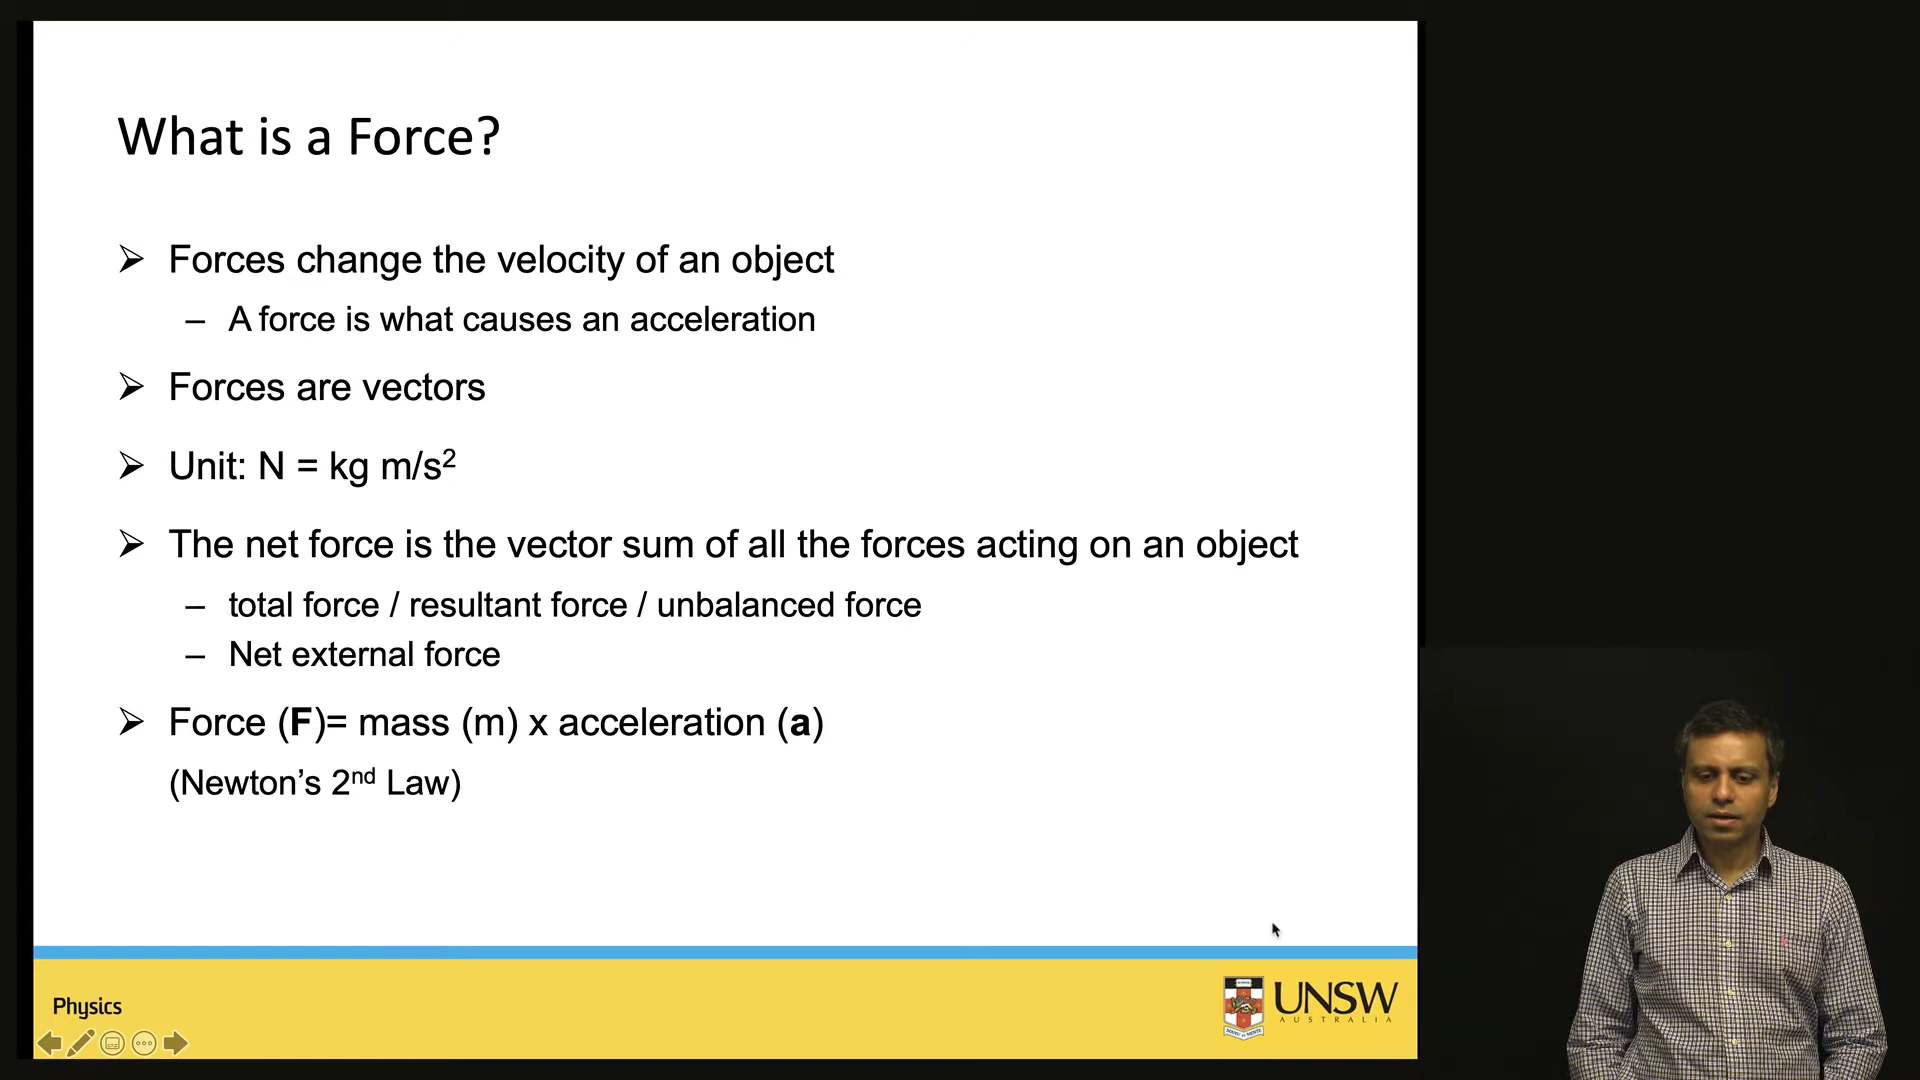 What is a Force?
➢ Forces change the velocity of an object
– A force is what causes an acceleration
➢ Forces are vectors
➢ Unit: N = kg m/s²
➢ The net force is the vector sum of all the forces acting on an object
– total force / resultant force / unbalanced force
– Net external force
➢ Force (F)= mass (m) x acceleration (a)
(Newton’s 2nd Law)
Physics
UNSW
AUSTRALIA